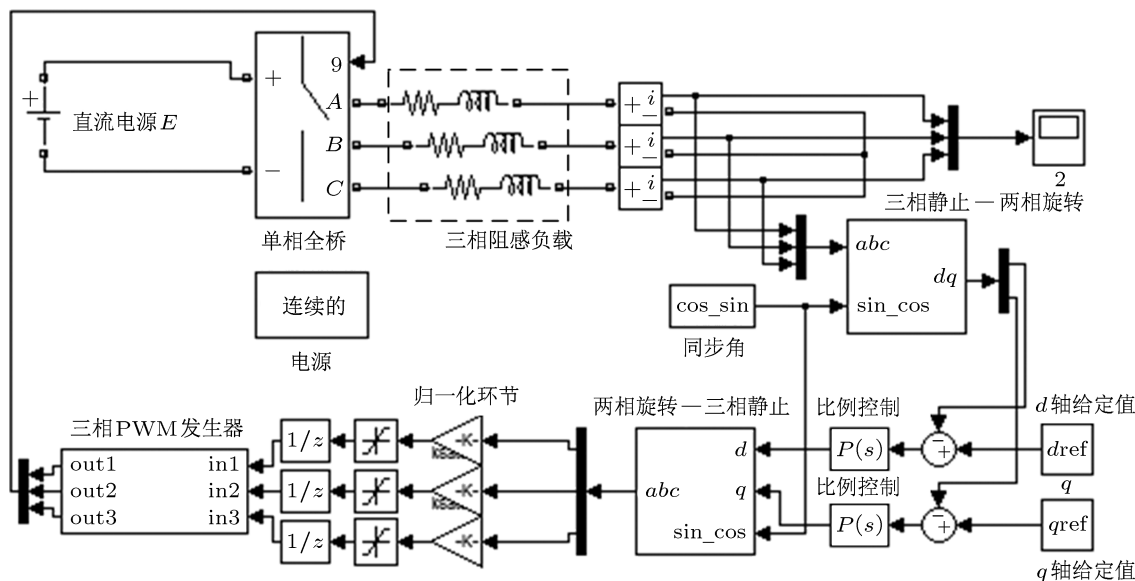 9
+
+
A
+ i
−
直流电源E
B
+ i
−
−
C
+ i
−
2
三相静止—两相旋转
单相全桥
三相阻感负载
abc
dq
连续的
cos_sin
sin_cos
电源
同步角
归一化环节
两相旋转—三相静止
比例控制
d轴给定值
三相PWM发生器
1/z
-K-
d
P(s)
− +
dref
out1
in1
q
out2
in2
1/z
-K-
abc
q
比例控制
out3
in3
1/z
-K-
sin_cos
P(s)
− +
qref
q轴给定值